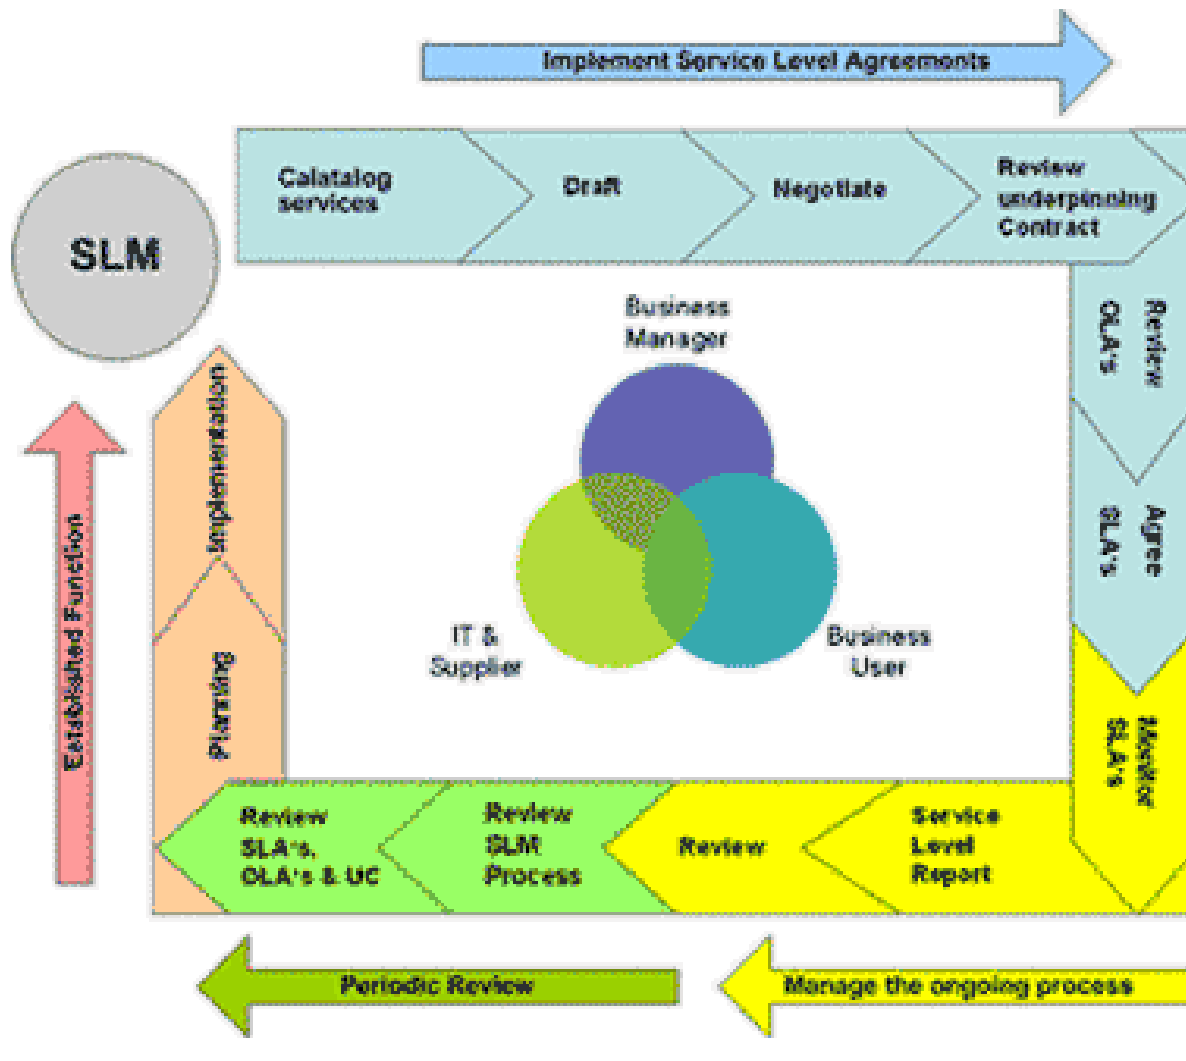 Implement Service Level Agreements
SLM
Calatalog
services
Draft
Negotiate
Review
underpinning
Contract
Review
OLA's
Agree
SLA's
Monitor
SLA's
Business
Manager
IT &
Supplier
Business
User
Implementation
Planning
Established Function
Service
Level
Report
Review
Review
SLM
Process
Review
SLA's,
OLA's & UC
Periodic Review
Manage the ongoing process